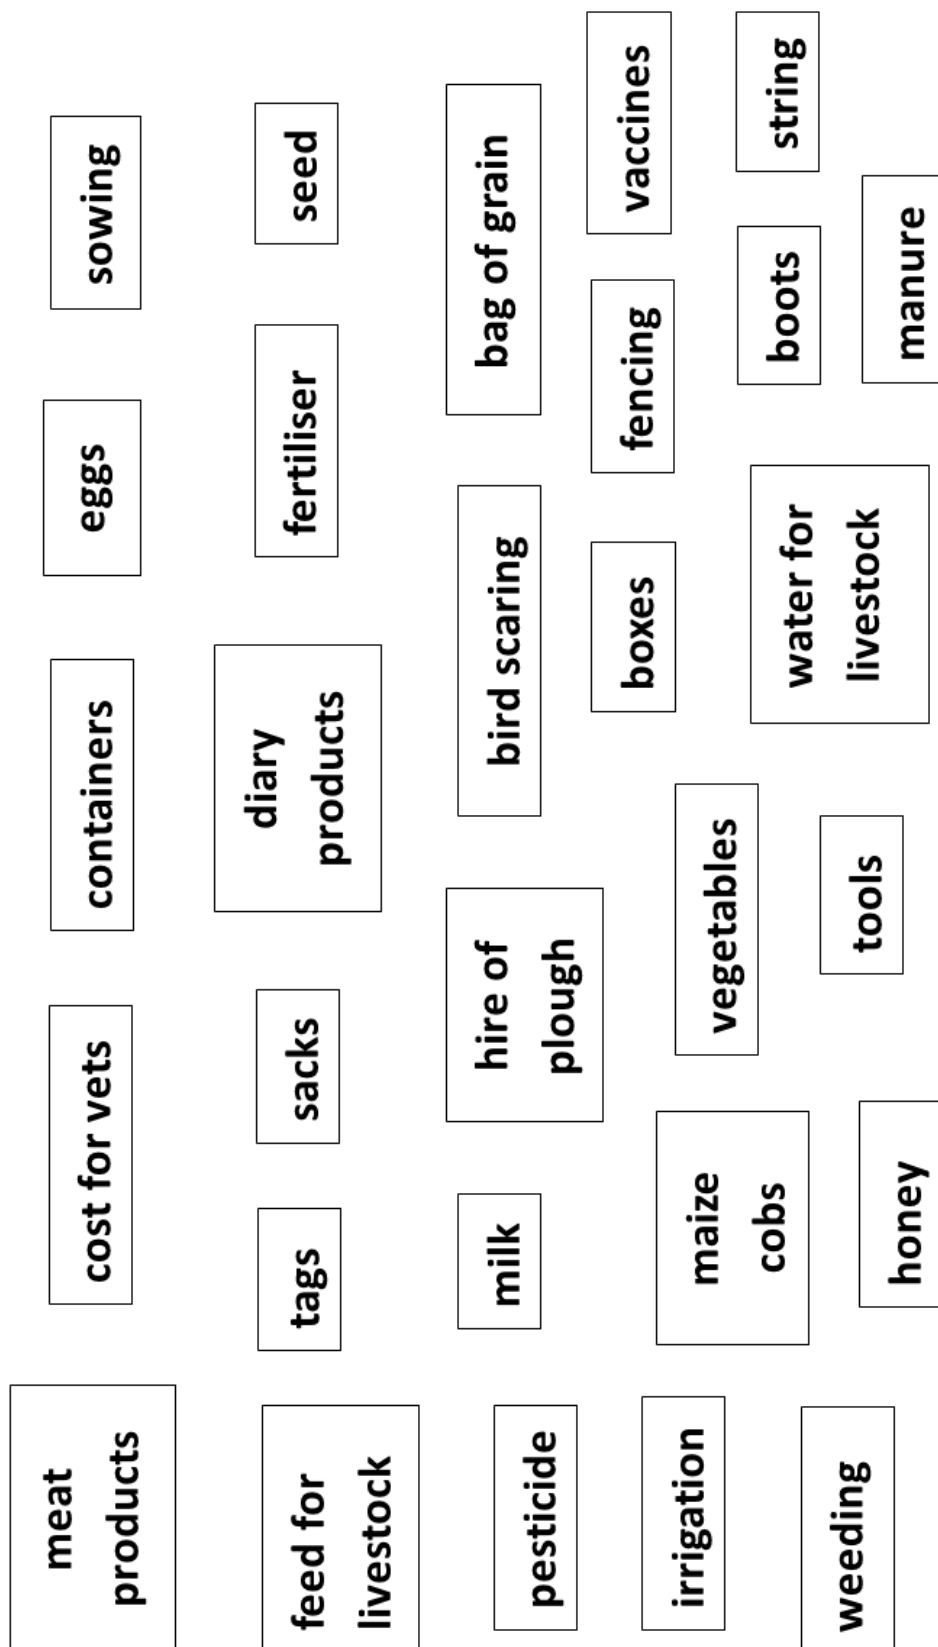 meat
products
cost for vets
containers
eggs
sowing
feed for
livestock
tags
sacks
diary
products
fertiliser
seed
pesticide
milk
hire of
plough
bird scaring
bag of grain
irrigation
maize
cobs
vegetables
boxes
fencing
vaccines
weeding
honey
tools
water for
livestock
boots
string
manure